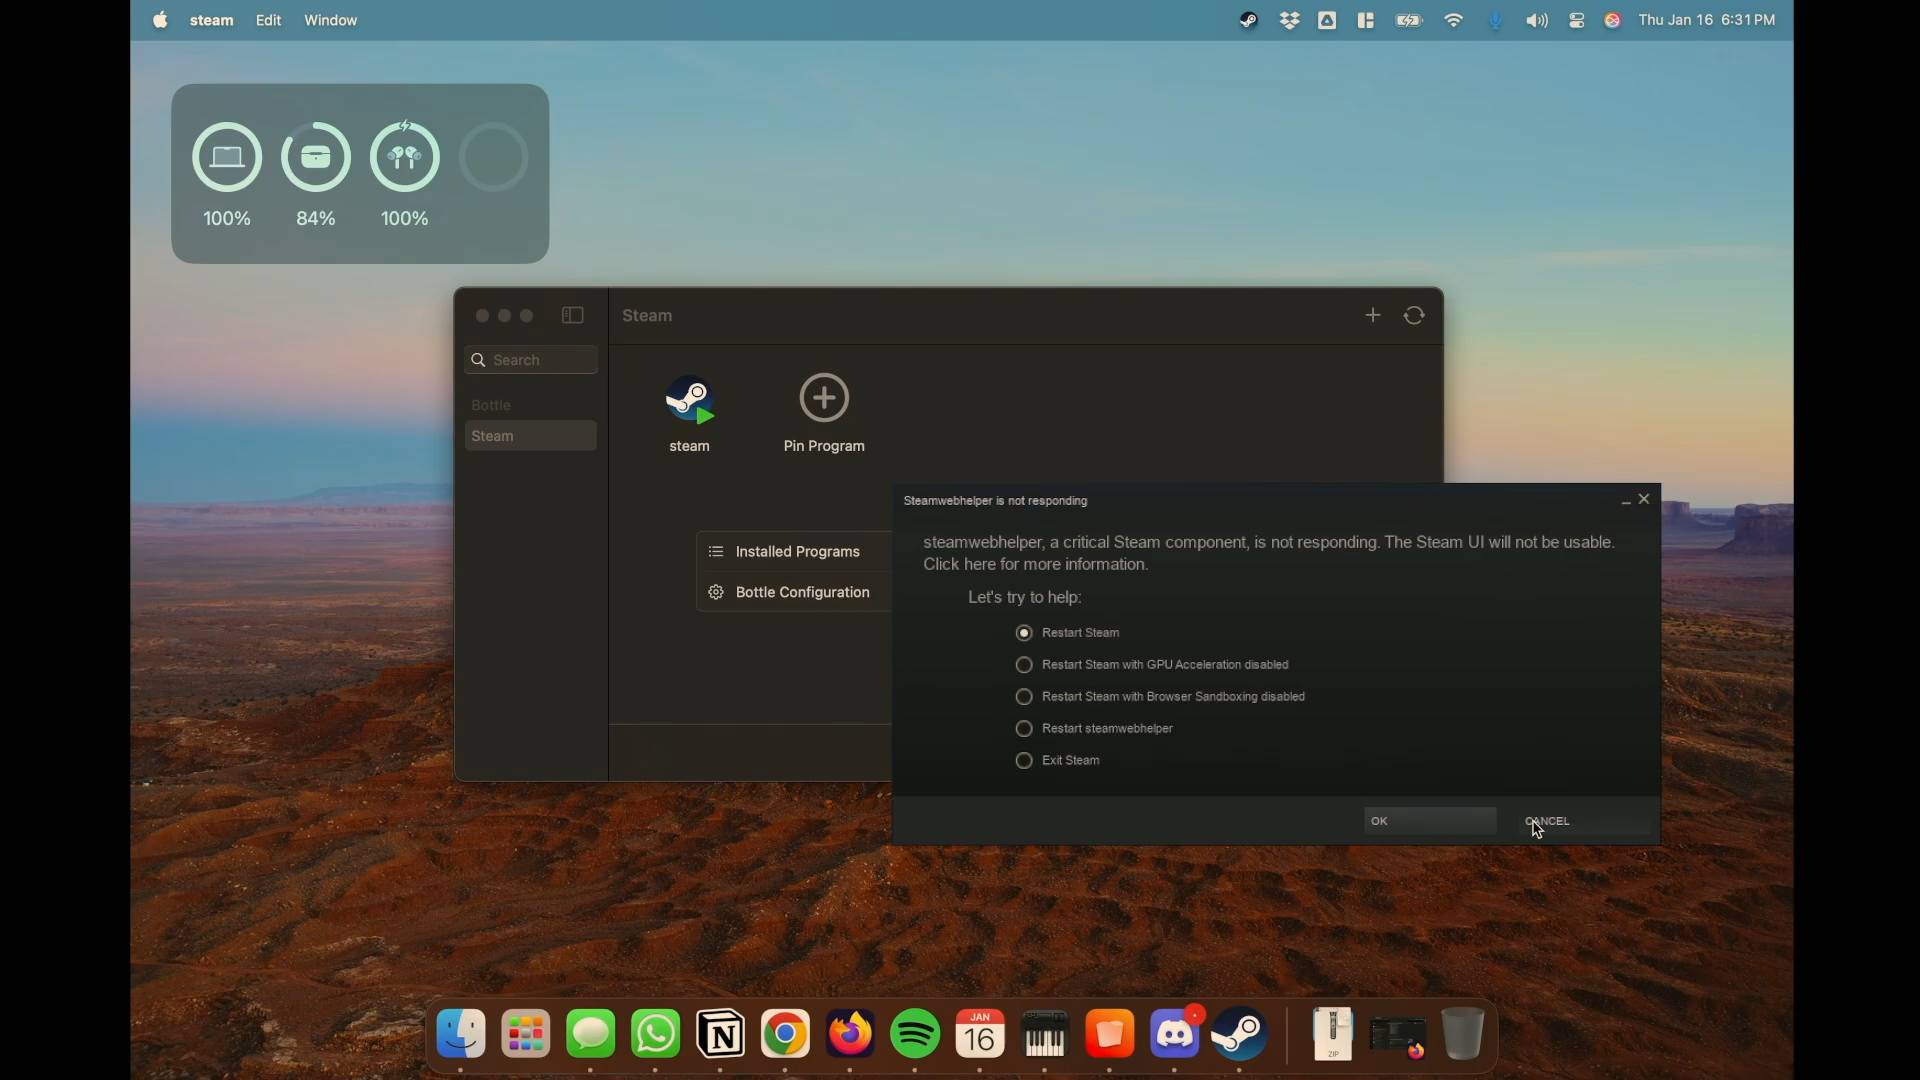 steam Edit Window Thu Jan 16 6:31 PM
100% 84% 100%
Steam
Search
Bottle
Steam
steam Pin Program
Installed Programs
Bottle Configuration
Steamwebhelper is not responding
steamwebhelper, a critical Steam component, is not responding. The Steam UI will not be usable.
Click here for more information.
Let's try to help:
Restart Steam
Restart Steam with GPU Acceleration disabled
Restart Steam with Browser Sandboxing disabled
Restart steamwebhelper
Exit Steam
OK CANCEL
JAN
16
ZIP